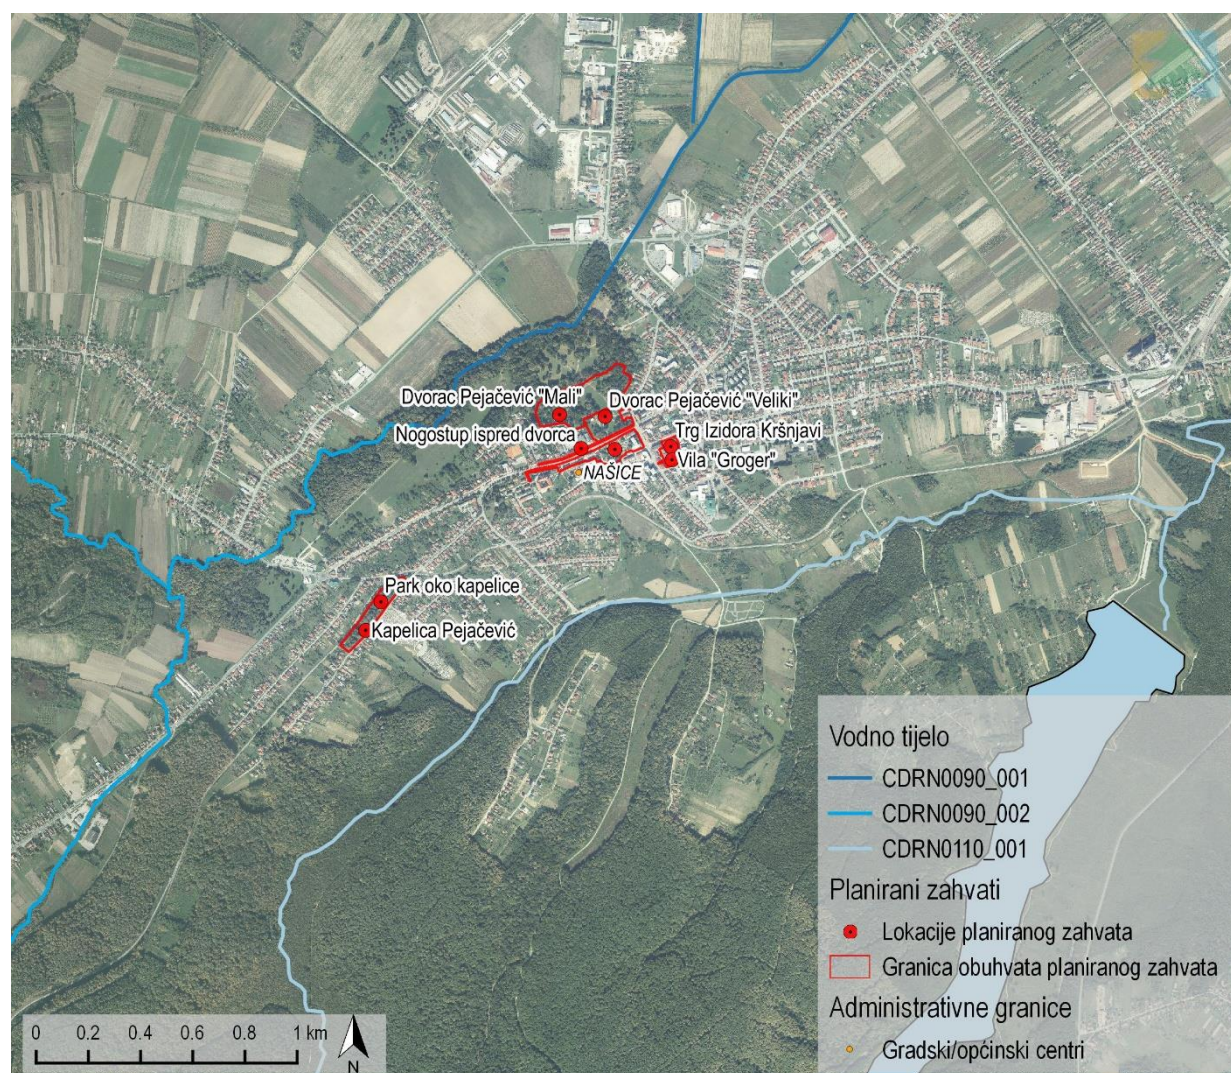 Dvorac Pejačević "Mali"
Dvorac Pejačević "Veliki"
Nogostup ispred dvorca
Trg Izidora Kršnjavi
Vila "Groger"
NAŠICE
Park oko kapelice
Kapelica Pejačević
Vodno tijelo
CDRN0090_001
CDRN0090_002
CDRN0110_001
Planirani zahvati
Lokacije planiranog zahvata
Granica obuhvata planiranog zahvata
Administrativne granice
Gradski/općinski centri
0 0.2 0.4 0.6 0.8 1 km
N